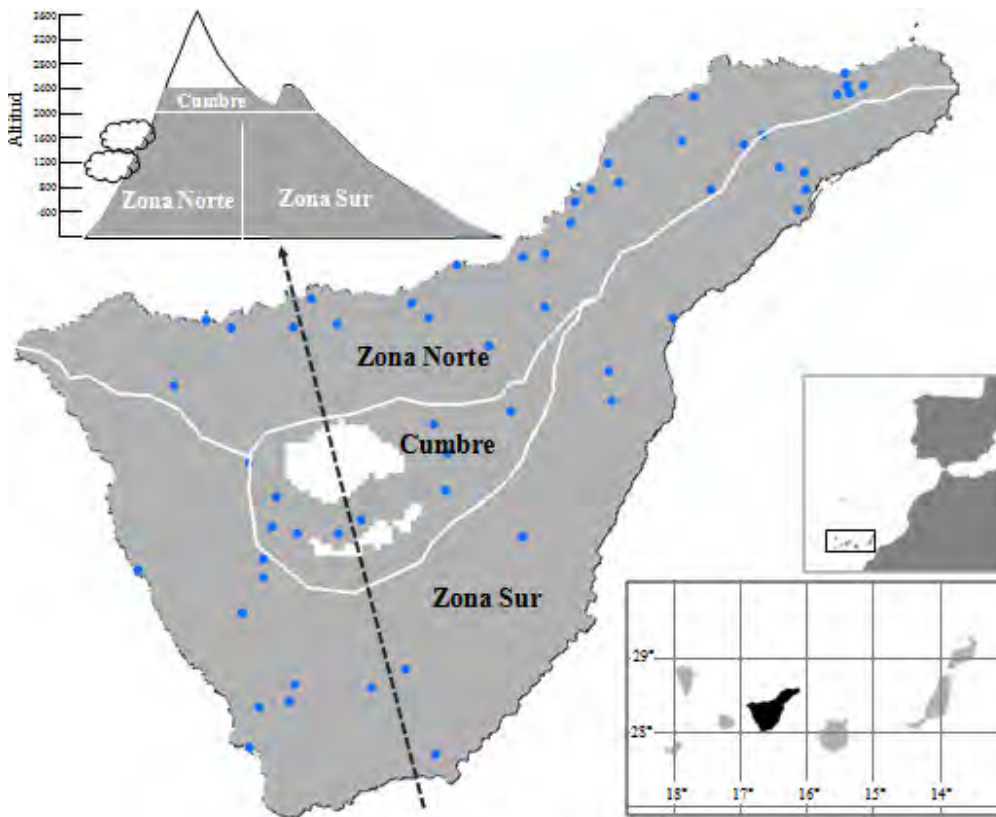 3600
3200
2800
2400
2000
1600
1200
800
400
Altitud
Cumbre
Zona Norte
Zona Sur
Zona Norte
Cumbre
Zona Sur
29°
28°
18° 17° 16° 15° 14°